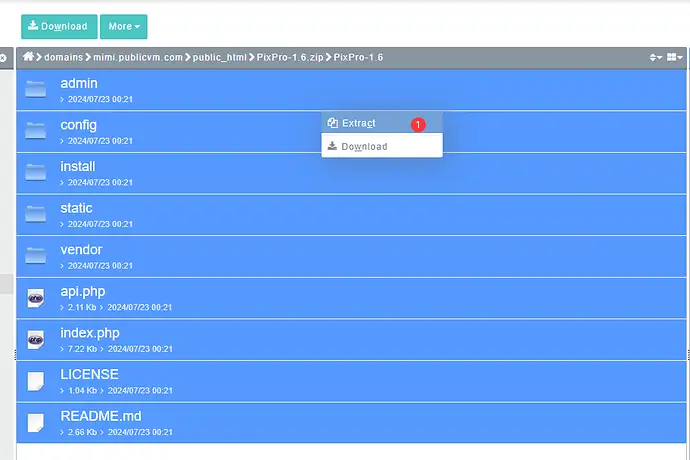 Download
More
domains
mimi.publicvm.com
public_html
PixPro-1.6.zip
PixPro-1.6
admin
2024/07/23 00:21
Extract
1
config
2024/07/23 00:21
Download
install
2024/07/23 00:21
static
2024/07/23 00:21
vendor
2024/07/23 00:21
api.php
2.11 Kb 2024/07/23 00:21
index.php
7.22 Kb 2024/07/23 00:21
LICENSE
1.04 Kb 2024/07/23 00:21
README.md
2.66 Kb 2024/07/23 00:21